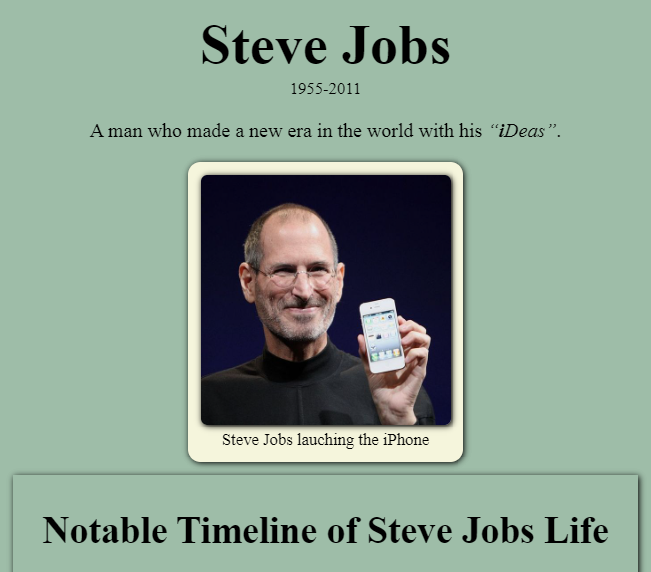 Steve Jobs
1955-2011
A man who made a new era in the world with his “iDeas”.
Steve Jobs lauching the iPhone
Notable Timeline of Steve Jobs Life